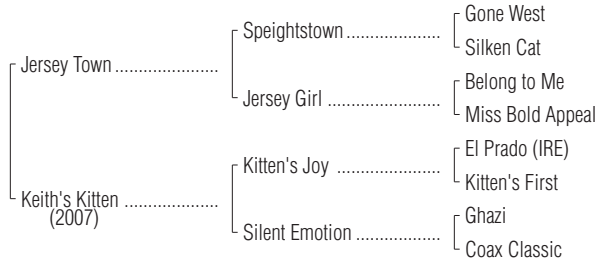 Gone West
Speightstown
Silken Cat
Jersey Town
Belong to Me
Jersey Girl
Miss Bold Appeal
El Prado (IRE)
Kitten's Joy
Kitten's First
Keith's Kitten
(2007)
Ghazi
Silent Emotion
Coax Classic